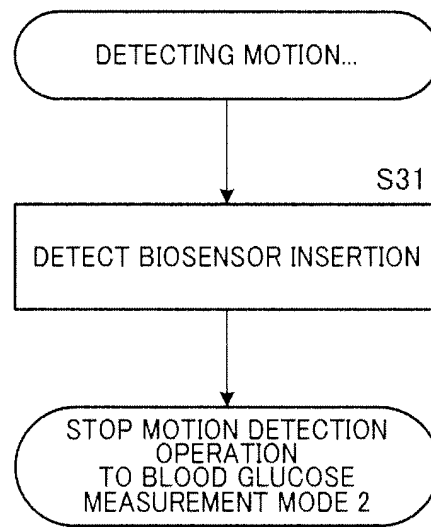 DETECTING MOTION...
S31
DETECT BIOSENSOR INSERTION
STOP MOTION DETECTION
OPERATION
TO BLOOD GLUCOSE
MEASUREMENT MODE 2